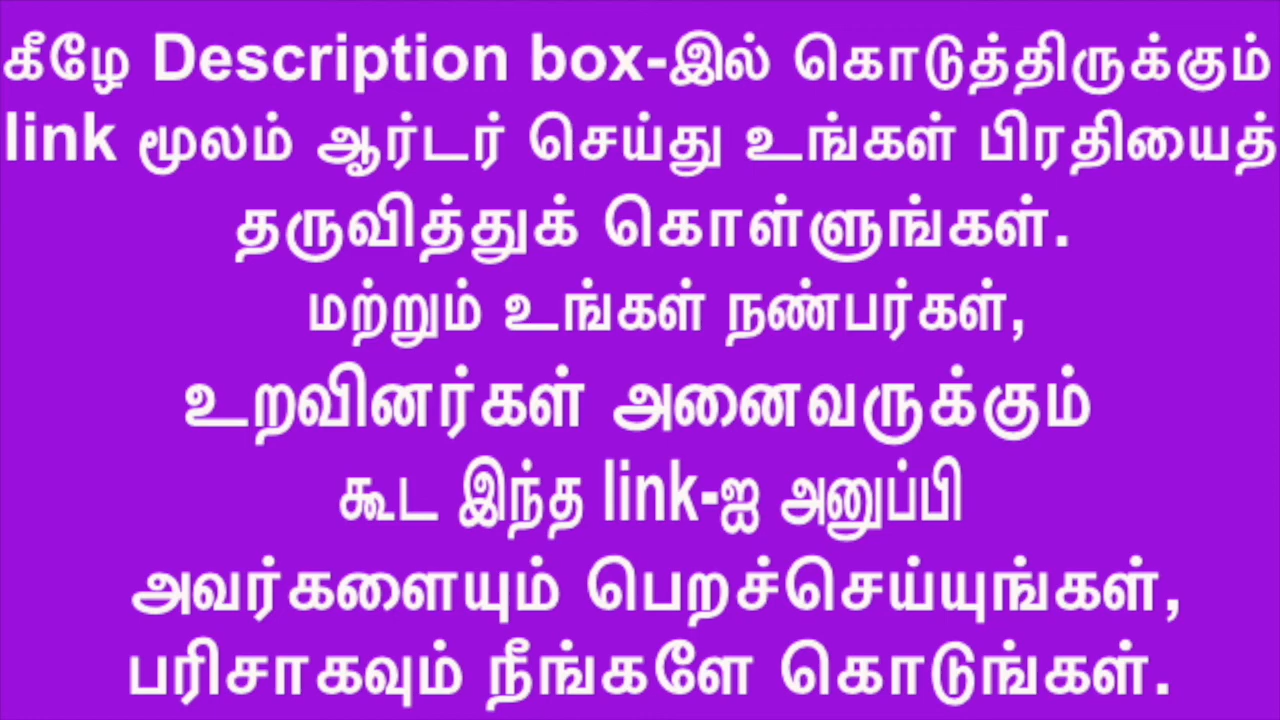 கீழே Description box-இல் கொடுத்திருக்கும்
link மூலம் ஆர்டர் செய்து உங்கள் பிரதியைத்
தருவித்துக் கொள்ளுங்கள்.
மற்றும் உங்கள் நண்பர்கள்,
உறவினர்கள் அனைவருக்கும்
கூட இந்த link-ஐ அனுப்பி
அவர்களையும் பெறச்செய்யுங்கள்,
பரிசாகவும் நீங்களே கொடுங்கள்.